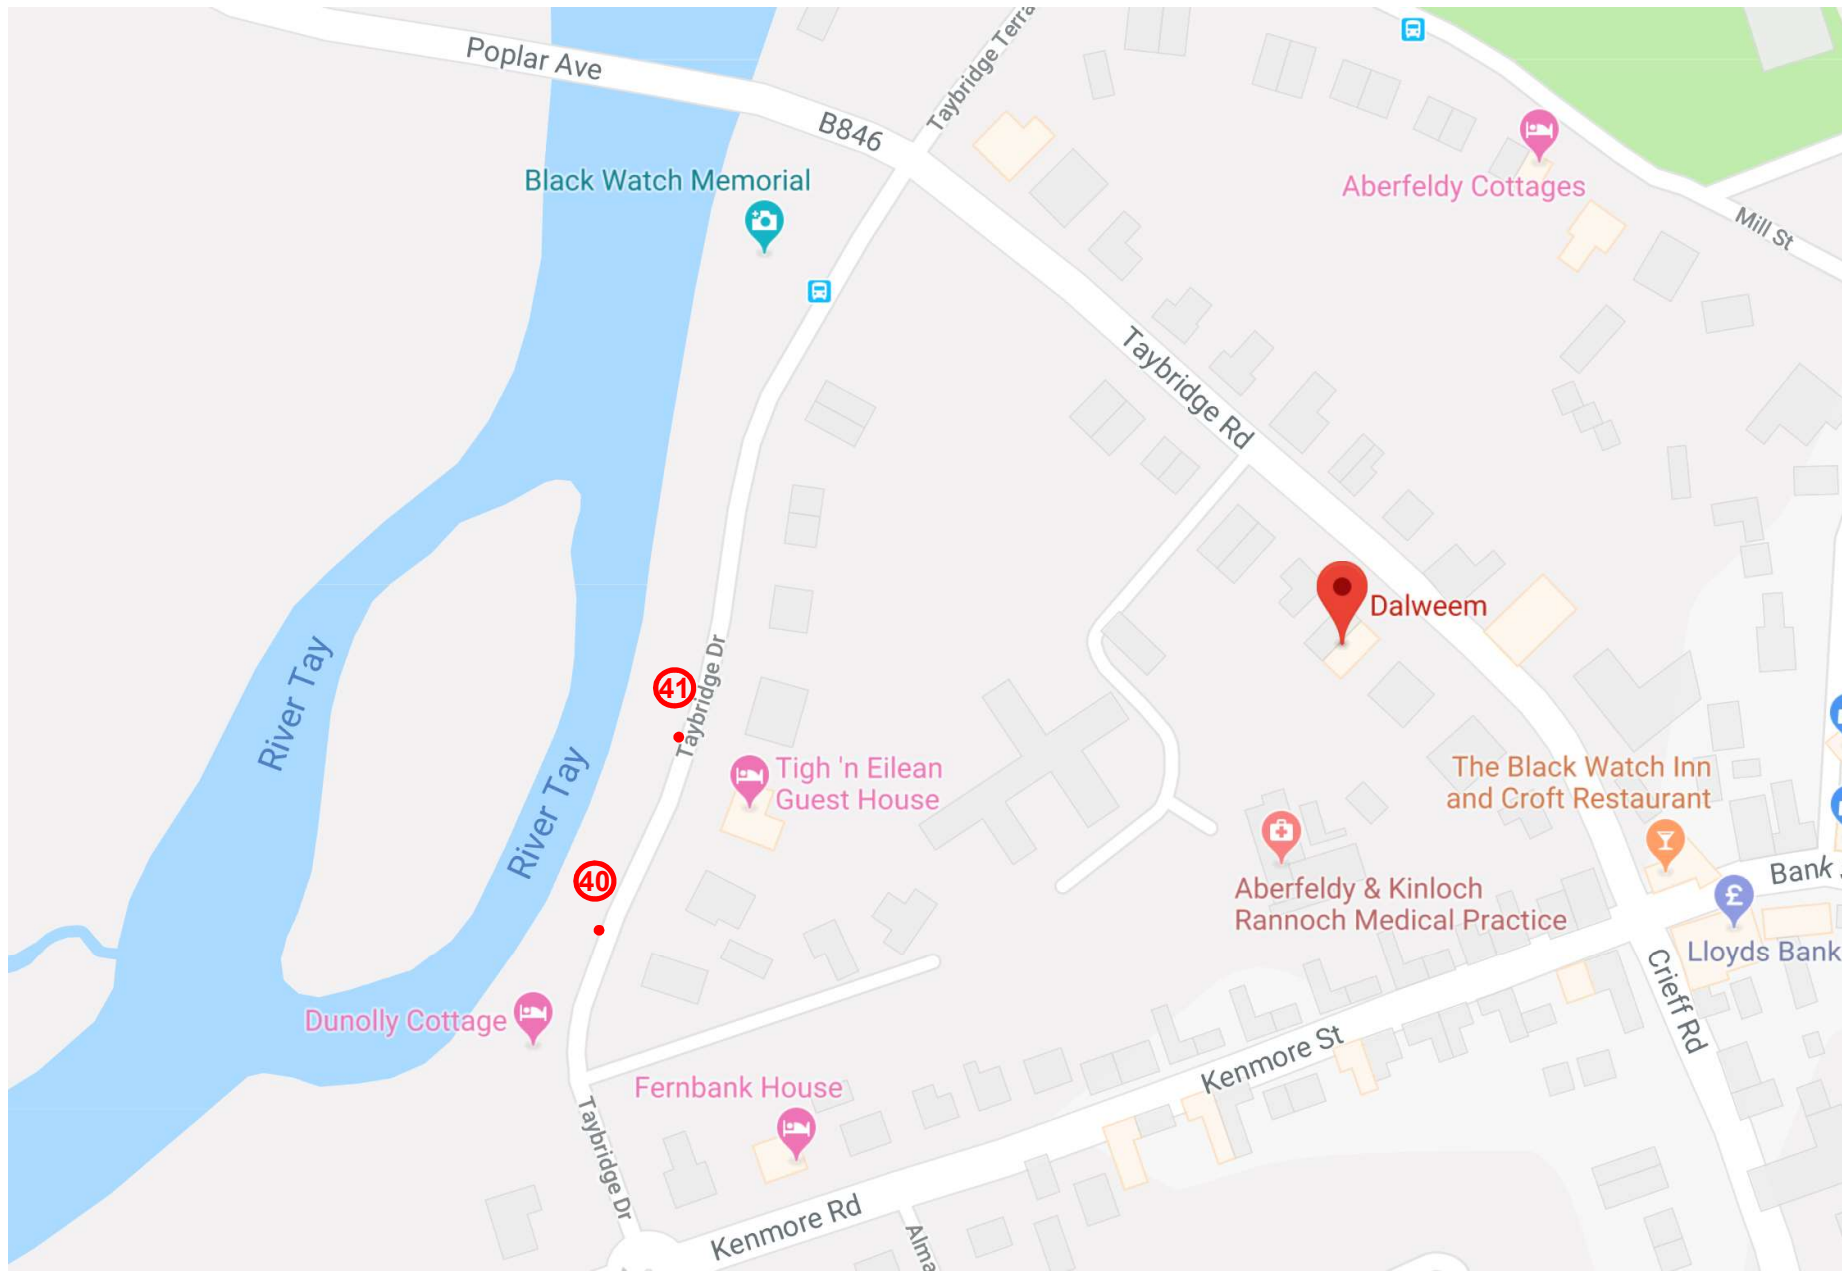 Poplar Ave
B846
Taybridge Terra
Black Watch Memorial
Aberfeldy Cottages
Mill St
Taybridge Rd
Dalweem
River Tay
River Tay
41
Taybridge Dr
Tigh 'n Eilean
Guest House
40
The Black Watch Inn
and Croft Restaurant
Bank
Aberfeldy & Kinloch
Rannoch Medical Practice
£
Lloyds Bank
Crieff Rd
Dunolly Cottage
Kenmore St
Fernbank House
Taybridge Dr
Kenmore Rd
Alma